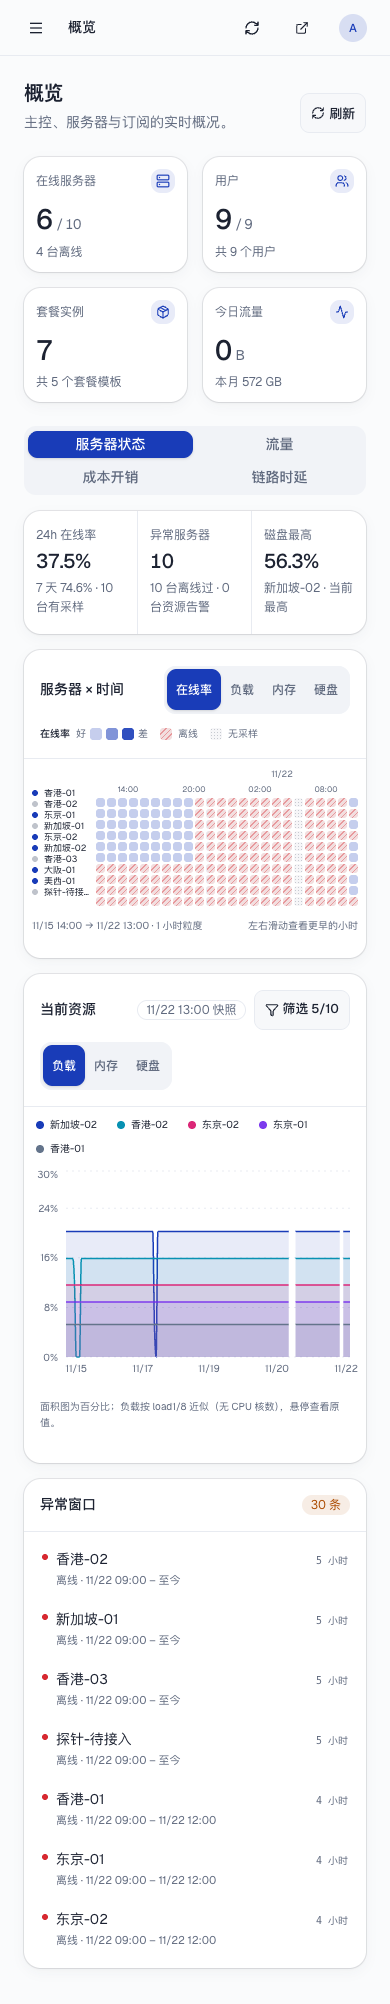 概览
A
概览
主控、服务器与订阅的实时概况。
刷新
在线服务器
6 / 10
4 台离线
用户
9 / 9
共 9 个用户
套餐实例
7
共 5 个套餐模板
今日流量
0 B
本月 572 GB
服务器状态
流量
成本开销
链路时延
24h 在线率
37.5%
7 天 74.6% · 10
台有采样
异常服务器
10
10 台离线过 · 0
台资源告警
磁盘最高
56.3%
新加坡-02 · 当前
最高
服务器 × 时间
在线率 负载 内存 硬盘
在线率 好 差 离线 无采样
11/22
14:00 20:00 02:00 08:00
香港-01
香港-02
东京-01
新加坡-01
东京-02
新加坡-02
香港-03
大阪-01
美西-01
探针-待接...
11/15 14:00 → 11/22 13:00 · 1 小时粒度
左右滑动查看更早的小时
当前资源
11/22 13:00 快照
筛选 5/10
负载 内存 硬盘
新加坡-02 香港-02 东京-02 东京-01
香港-01
30%
24%
16%
8%
0%
11/15 11/17 11/19 11/20 11/22
面积图为百分比；负载按 load1/8 近似（无 CPU 核数），悬停查看原
值。
异常窗口
30 条
香港-02
5 小时
离线 · 11/22 09:00 – 至今
新加坡-01
5 小时
离线 · 11/22 09:00 – 至今
香港-03
5 小时
离线 · 11/22 09:00 – 至今
探针-待接入
5 小时
离线 · 11/22 09:00 – 至今
香港-01
4 小时
离线 · 11/22 09:00 – 11/22 12:00
东京-01
4 小时
离线 · 11/22 09:00 – 11/22 12:00
东京-02
4 小时
离线 · 11/22 09:00 – 11/22 12:00